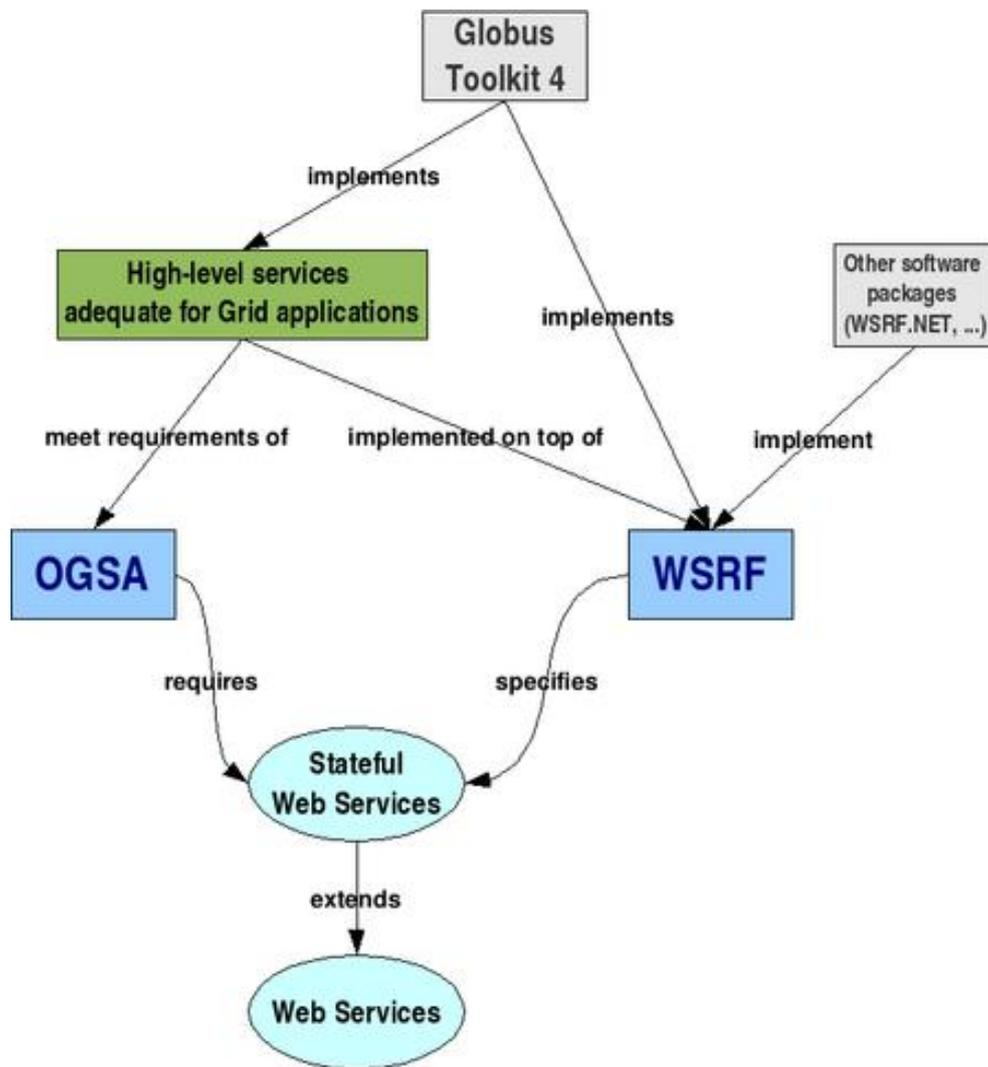 Globus
Toolkit 4
implements
High-level services
adequate for Grid applications
Other software
packages
(WSRF.NET, ...)
implements
meet requirements of
implemented on top of
implement
OGSA
WSRF
requires
specifies
Stateful
Web Services
extends
Web Services